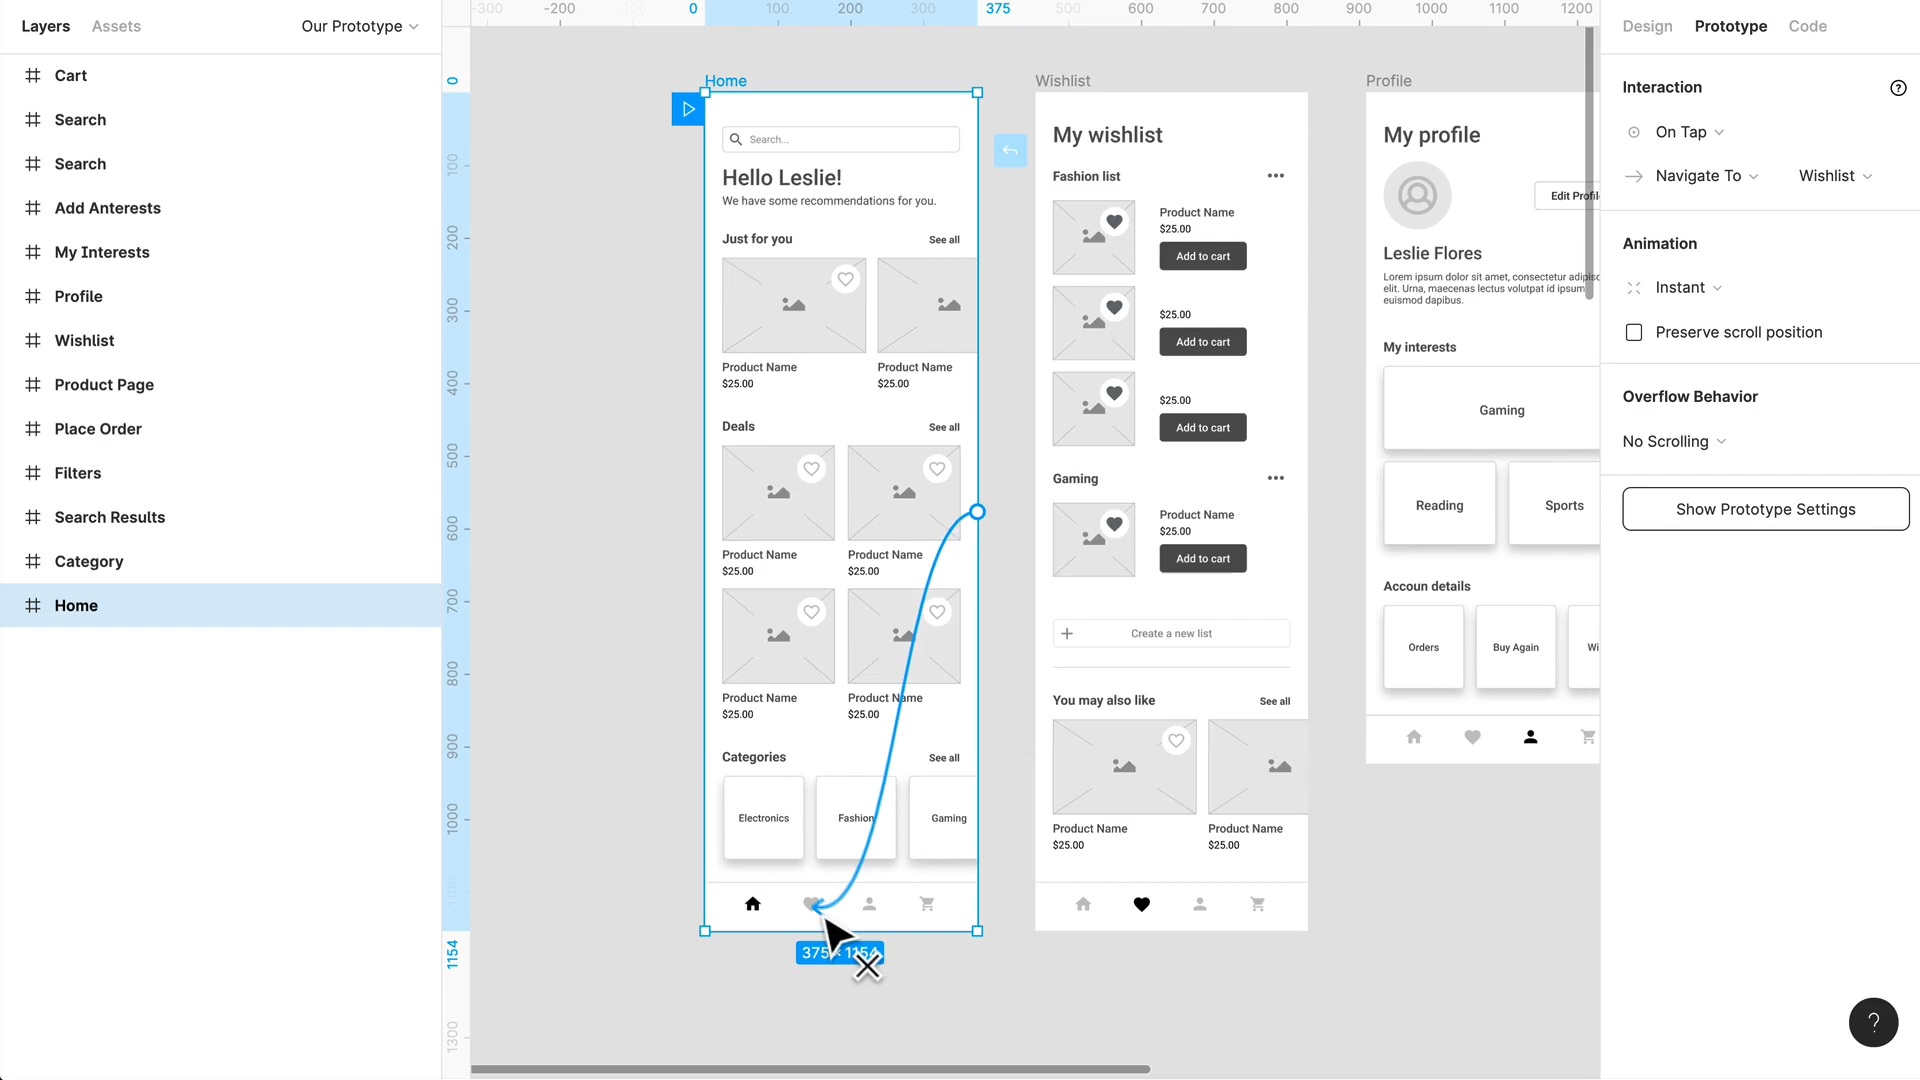 Layers Assets Our Prototype
Cart
Search
Search
Add Anterests
My Interests
Profile
Wishlist
Product Page
Place Order
Filters
Search Results
Category
Home
-300 -200 -100 0 100 200 300 375 500 600 700 800 900 1000 1100 1200
0
100
200
300
400
500
600
700
800
900
1000
1100
1154
1300
Home
Search...
Hello Leslie!
We have some recommendations for you.
Just for you See all
Product Name Product Name
$25.00 $25.00
Deals See all
Product Name Product Name
$25.00 $25.00
Product Name Product Name
$25.00 $25.00
Categories See all
Electronics Fashion Gaming
375 × 1154
Wishlist
My wishlist
Fashion list
Product Name
$25.00
Add to cart
$25.00
Add to cart
$25.00
Add to cart
Gaming
Product Name
$25.00
Add to cart
Create a new list
You may also like See all
Product Name Product Name
$25.00 $25.00
Profile
My profile
Edit Profile
Leslie Flores
Lorem ipsum dolor sit amet, consectetur adipisc
elit. Urna, maecenas lectus volutpat id ipsum
euismod dapibus.
My interests
Gaming
Reading Sports
Accoun details
Orders Buy Again Wi
Design Prototype Code
Interaction ?
On Tap
Navigate To Wishlist
Animation
Instant
Preserve scroll position
Overflow Behavior
No Scrolling
Show Prototype Settings
?